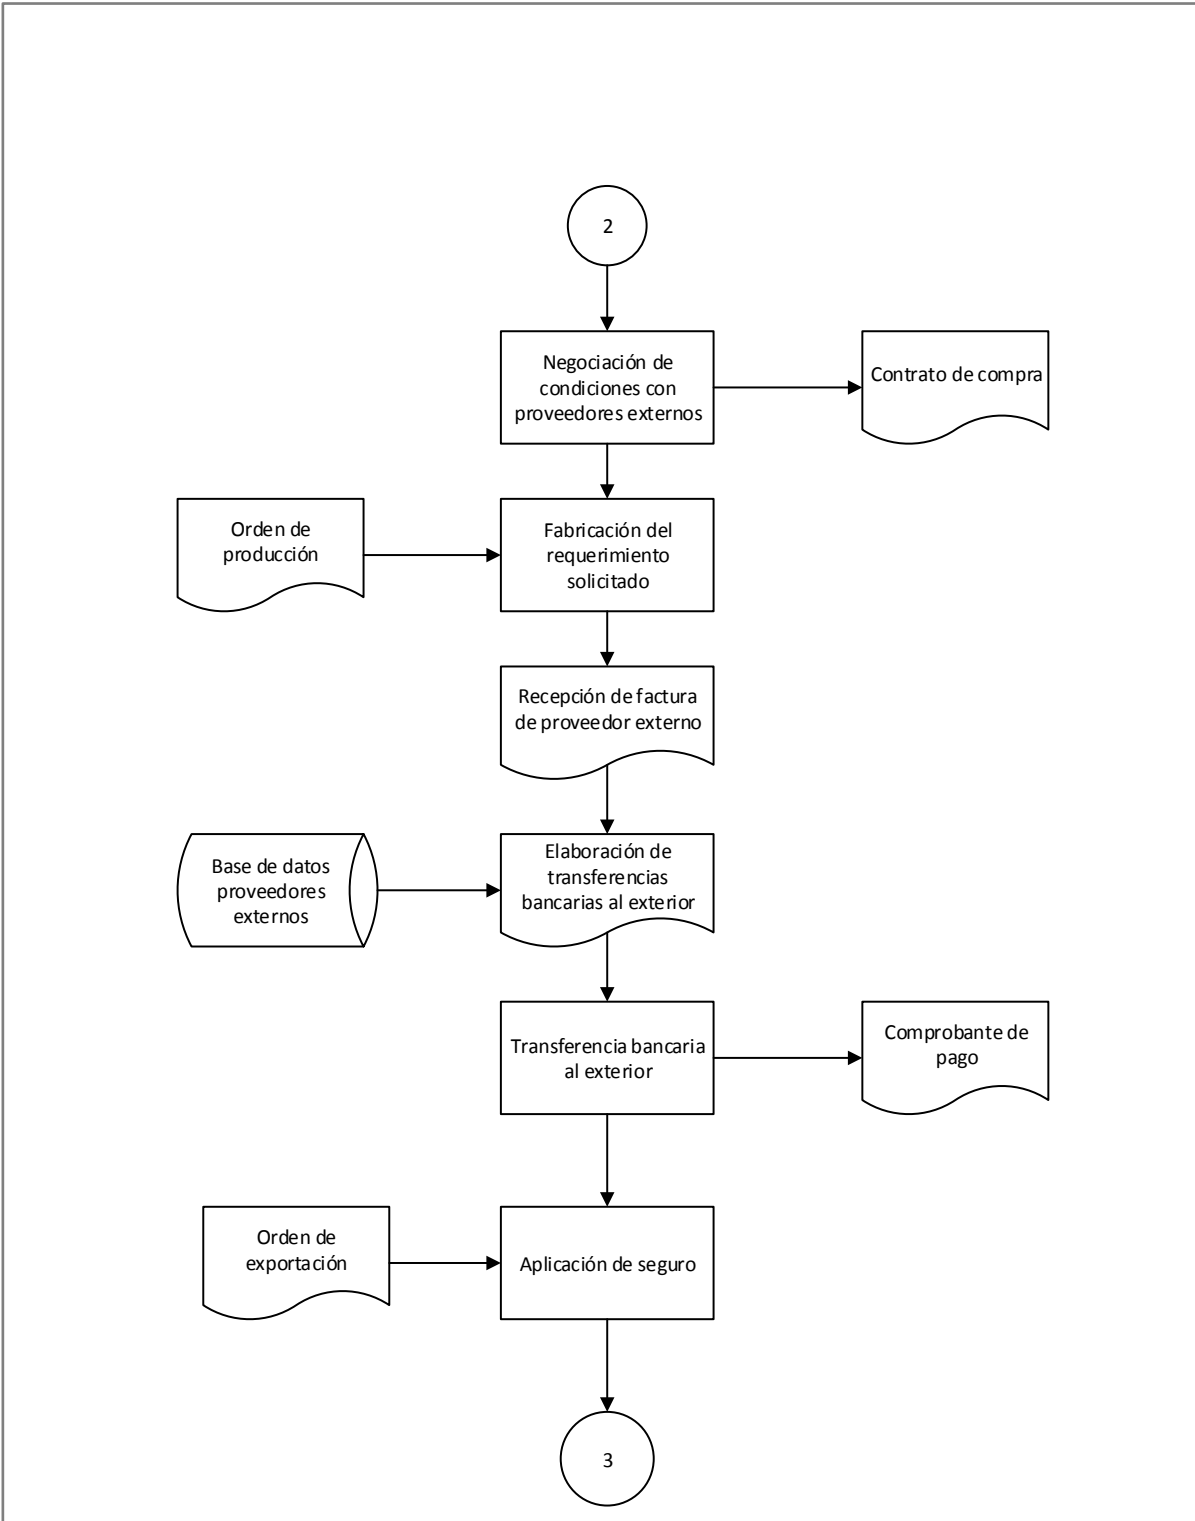 2
Negociación de
condiciones con
proveedores externos
Contrato de compra
Orden de
producción
Fabricación del
requerimiento
solicitado
Recepción de factura
de proveedor externo
Base de datos
proveedores
externos
Elaboración de
transferencias
bancarias al exterior
Transferencia bancaria
al exterior
Comprobante de
pago
Orden de
exportación
Aplicación de seguro
3